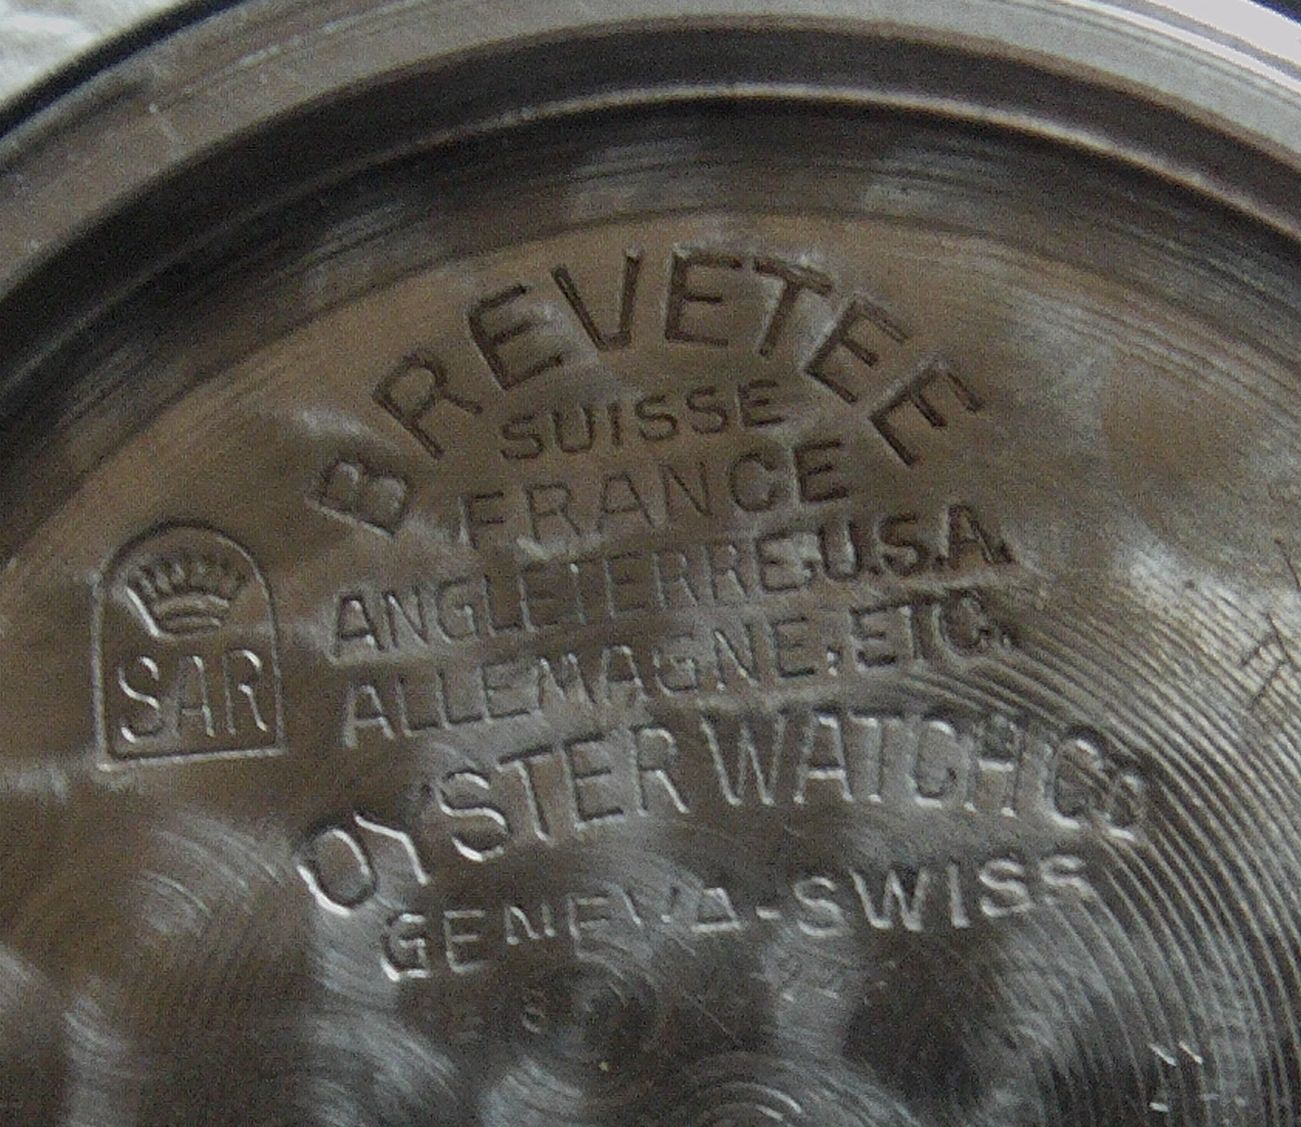 BREVETEE
SUISSE
FRANCE
ANGLETERRE.U.S.A.
ALLEMAGNE,ETC.
SAR
OYSTER WATCH Co
GENEVA-SWISS